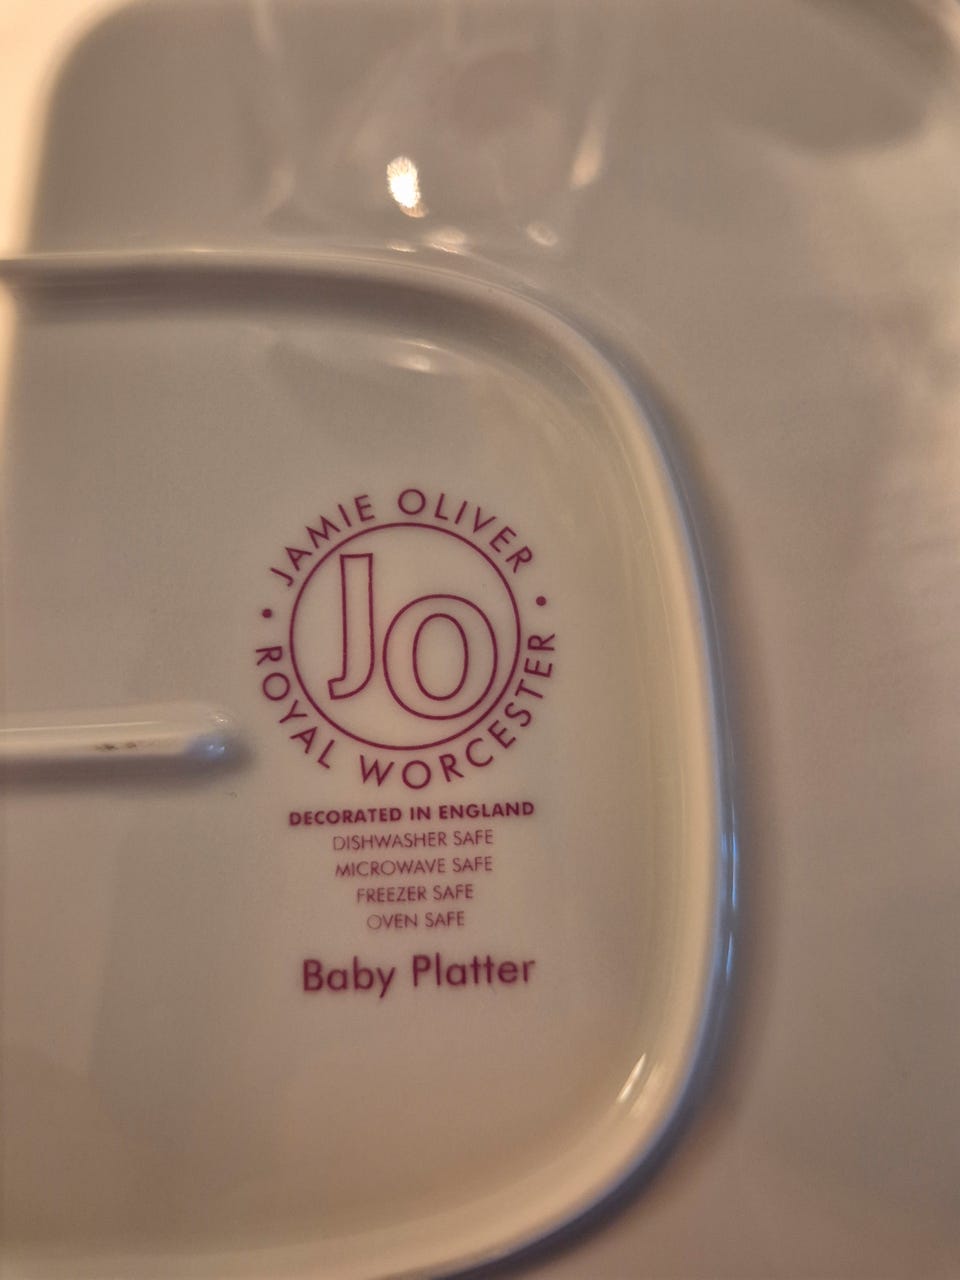 JAMIE OLIVER
JO
ROYAL WORCESTER
DECORATED IN ENGLAND
DISHWASHER SAFE
MICROWAVE SAFE
FREEZER SAFE
OVEN SAFE
Baby Platter